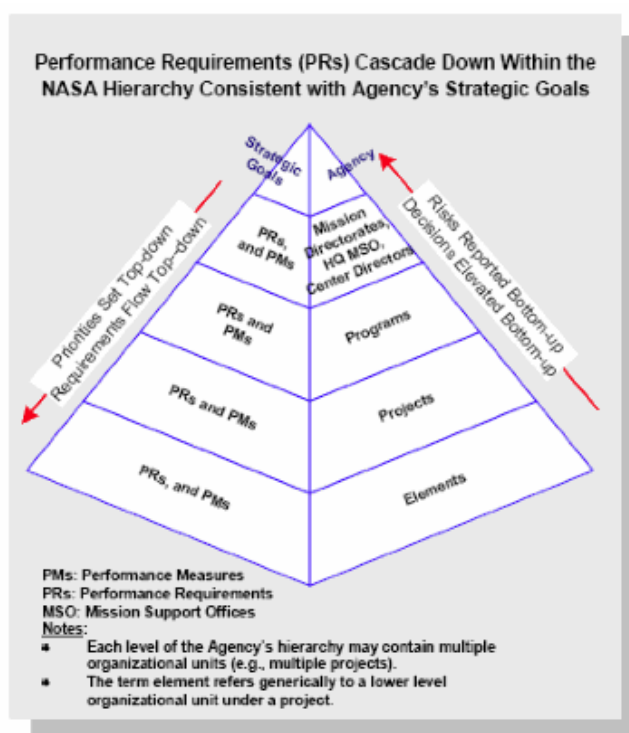 Performance Requirements (PRs) Cascade Down Within the
NASA Hierarchy Consistent with Agency's Strategic Goals
Strategic
Goals
Agency
PRs,
and PMs
Mission
Directorates,
HQ MSO,
Center Directors
PRs and
PMs
Programs
PRs and PMs
Projects
PRs, and PMs
Elements
Priorities Set Top-down
Requirements Flow Top-down
Risks Reported Bottom-up
Decisions Elevated Bottom-up
PMs: Performance Measures
PRs: Performance Requirements
MSO: Mission Support Offices
Notes:
• Each level of the Agency's hierarchy may contain multiple
organizational units (e.g., multiple projects).
• The term element refers generically to a lower level
organizational unit under a project.